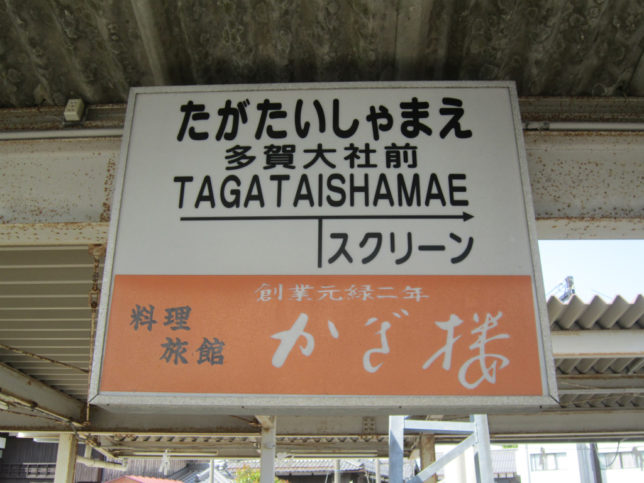 たがたいしゃまえ
多賀大社前
TAGATAISHAMAE
スクリーン
創業元緑二年
料理
旅館
かぎ楼